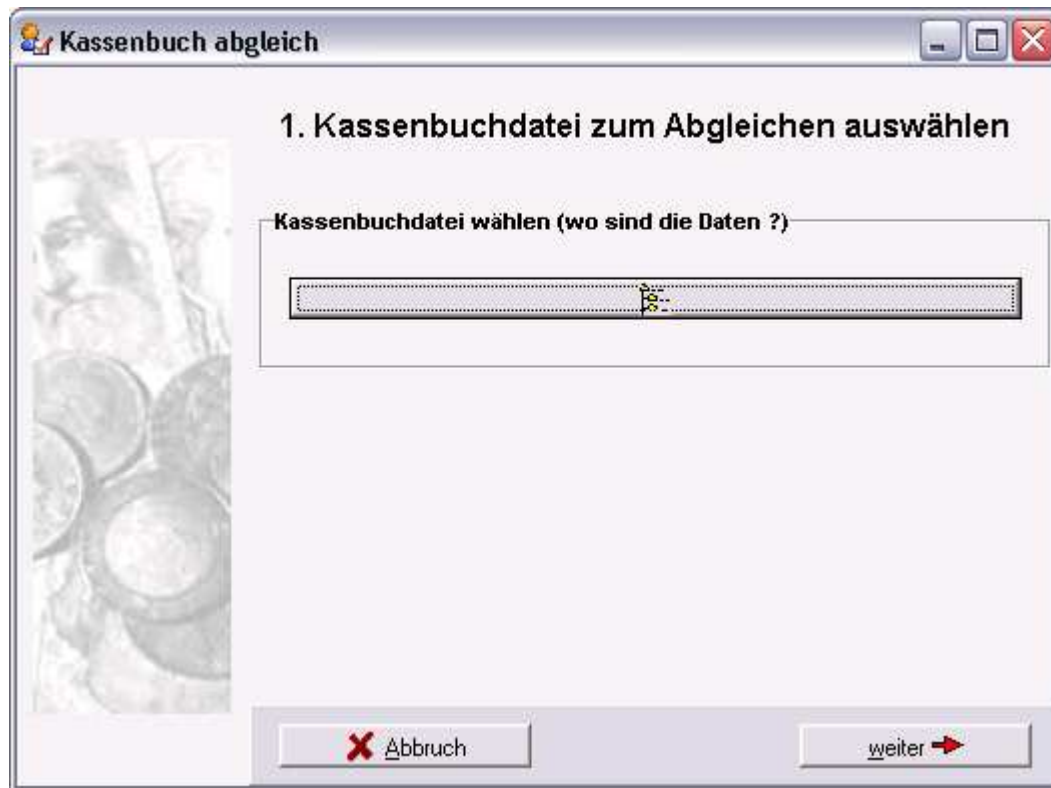 Kassenbuch abgleich
1. Kassenbuchdatei zum Abgleichen auswählen
Kassenbuchdatei wählen (wo sind die Daten ?)
Abbruch
weiter